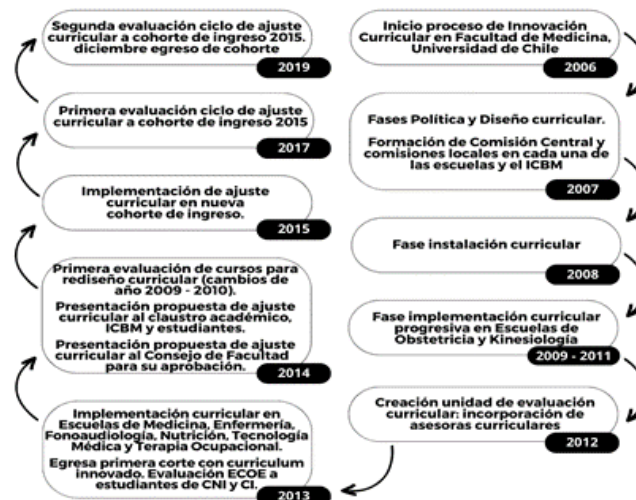 Inicio proceso de Innovación
Curricular en Facultad de Medicina,
Universidad de Chile
2006
Fases Política y Diseño curricular.
Formación de Comisión Central y
comisiones locales en cada una de
las escuelas y el ICBM
2007
Fase instalación curricular
2008
Fase implementación curricular
progresiva en Escuelas de
Obstetricia y Kinesiología
2009 - 2011
Creación unidad de evaluación
curricular: incorporación de
asesoras curriculares
2012
Implementación curricular en
Escuelas de Medicina, Enfermería,
Fonoaudiología, Nutrición, Tecnología
Médica y Terapia Ocupacional.
Egresa primera corte con curriculum
innovado. Evaluación ECOE a
estudiantes de CNI y CI.
2013
Primera evaluación de cursos para
rediseño curricular (cambios de
año 2009 - 2010).
Presentación propuesta de ajuste
curricular al claustro académico,
ICBM y estudiantes.
Presentación propuesta de ajuste
curricular al Consejo de Facultad
para su aprobación.
2014
Implementación de ajuste
curricular en nueva
cohorte de ingreso.
2015
Primera evaluación ciclo de ajuste
curricular a cohorte de ingreso 2015
2017
Segunda evaluación ciclo de ajuste
curricular a cohorte de ingreso 2015.
diciembre egreso de cohorte
2019